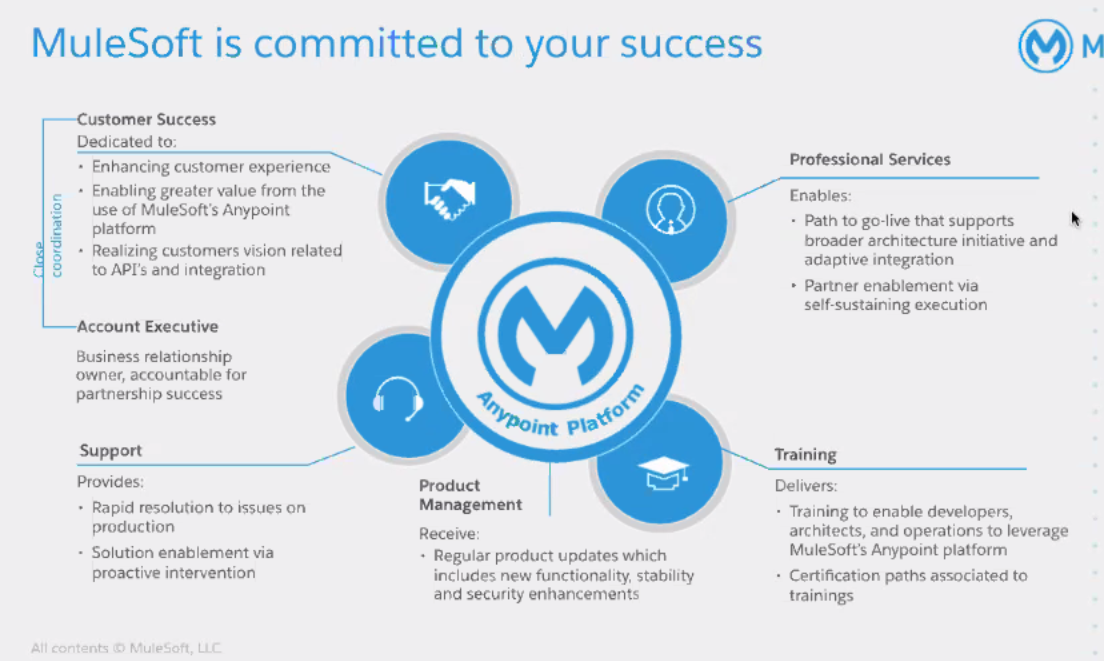 MuleSoft is committed to your success
M
Customer Success
Dedicated to:
• Enhancing customer experience
• Enabling greater value from the
use of MuleSoft's Anypoint
platform
• Realizing customers vision related
to API's and integration
Close
coordination
Account Executive
Business relationship
owner, accountable for
partnership success
Support
Provides:
• Rapid resolution to issues on
production
• Solution enablement via
proactive intervention
Anypoint Platform
Product
Management
Receive:
• Regular product updates which
includes new functionality, stability
and security enhancements
Professional Services
Enables:
• Path to go-live that supports
broader architecture initiative and
adaptive integration
• Partner enablement via
self-sustaining execution
Training
Delivers:
• Training to enable developers,
architects, and operations to leverage
MuleSoft's Anypoint platform
• Certification paths associated to
trainings
All contents © MuleSoft, LLC